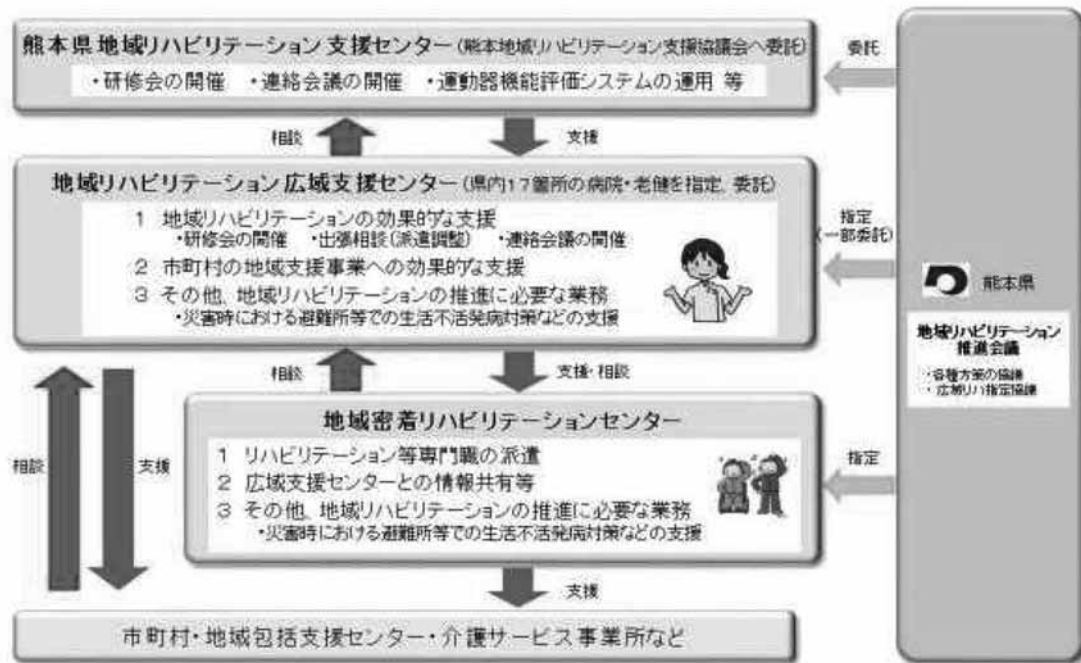 熊本県地域リハビリテーション支援センター(熊本地域リハビリテーション支援協議会へ委託)
・研修会の開催 ・連絡会議の開催 ・運動器機能評価システムの運用 等
委託
相談
支援
地域リハビリテーション広域支援センター(県内17箇所の病院・老健を指定、委託)
1 地域リハビリテーションの効果的な支援
・研修会の開催 ・出張相談(派遣調整) ・連絡会議の開催
2 市町村の地域支援事業への効果的な支援
3 その他、地域リハビリテーションの推進に必要な業務
・災害時における避難所等での生活不活発病対策などの支援
指定
(一部委託)
熊本県
地域リハビリテーション
推進会議
・各種方策の協議
・広域リハ指定協議
相談
支援・相談
地域密着リハビリテーションセンター
1 リハビリテーション等専門職の派遣
2 広域支援センターとの情報共有等
3 その他、地域リハビリテーションの推進に必要な業務
・災害時における避難所等での生活不活発病対策などの支援
指定
相談
支援
支援
市町村・地域包括支援センター・介護サービス事業所など